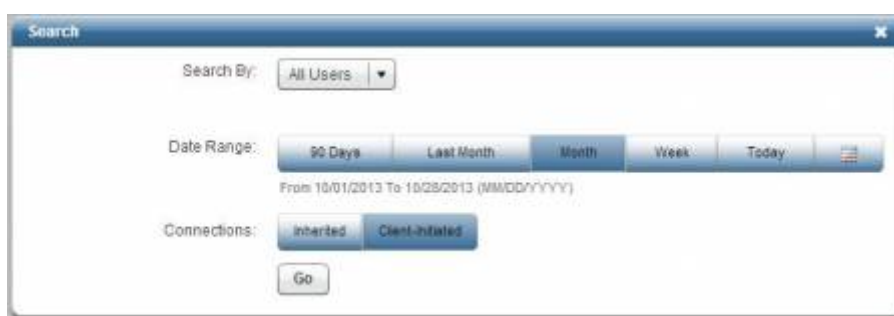 Search
Search By: All Users
Date Range: 90 Days Last Month Month Week Today
From 10/01/2013 To 10/28/2013 (MM/DD/YYYY)
Connections: Inherited Client-Initiated
Go